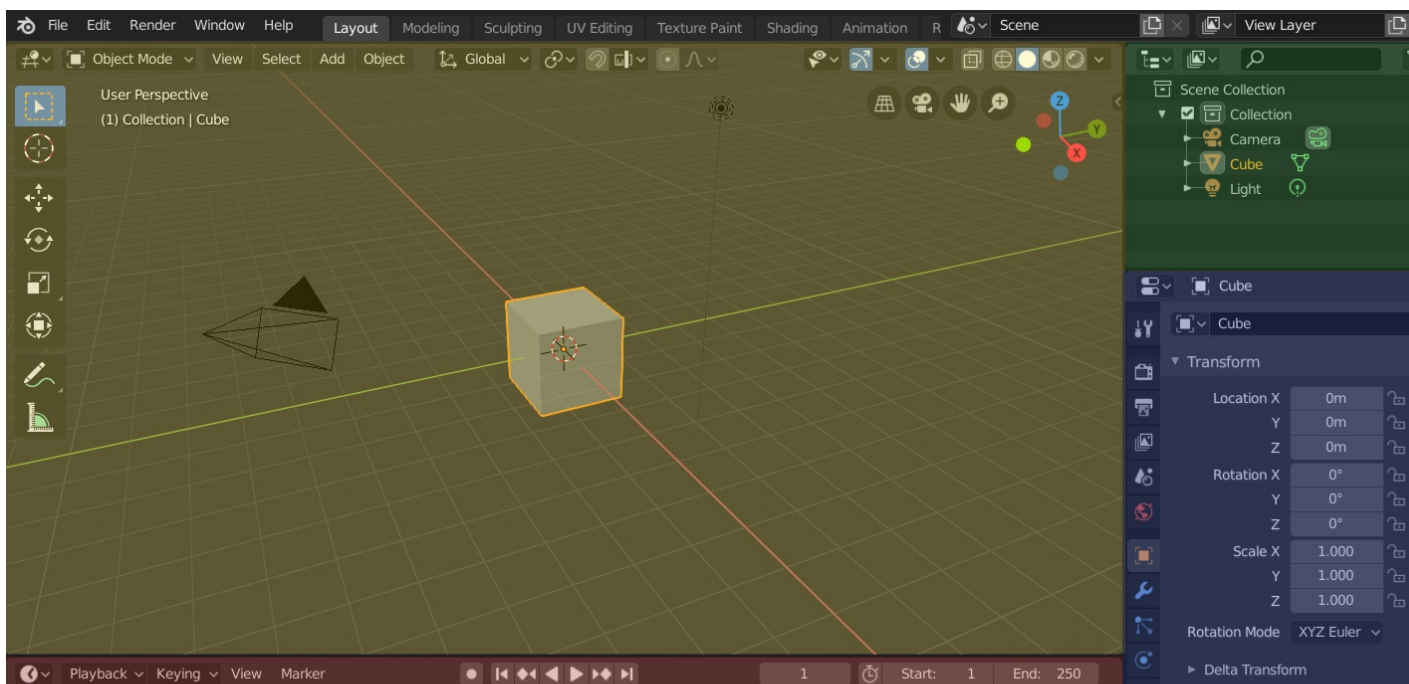 File Edit Render Window Help Layout Modeling Sculpting UV Editing Texture Paint Shading Animation R Scene View Layer
Object Mode View Select Add Object Global
User Perspective
(1) Collection | Cube
Z
Y
X
Scene Collection
Collection
Camera
Cube
Light
Cube
Cube
Transform
Location X 0m
Y 0m
Z 0m
Rotation X 0°
Y 0°
Z 0°
Scale X 1.000
Y 1.000
Z 1.000
Rotation Mode XYZ Euler
Delta Transform
Playback Keying View Marker 1 Start: 1 End: 250